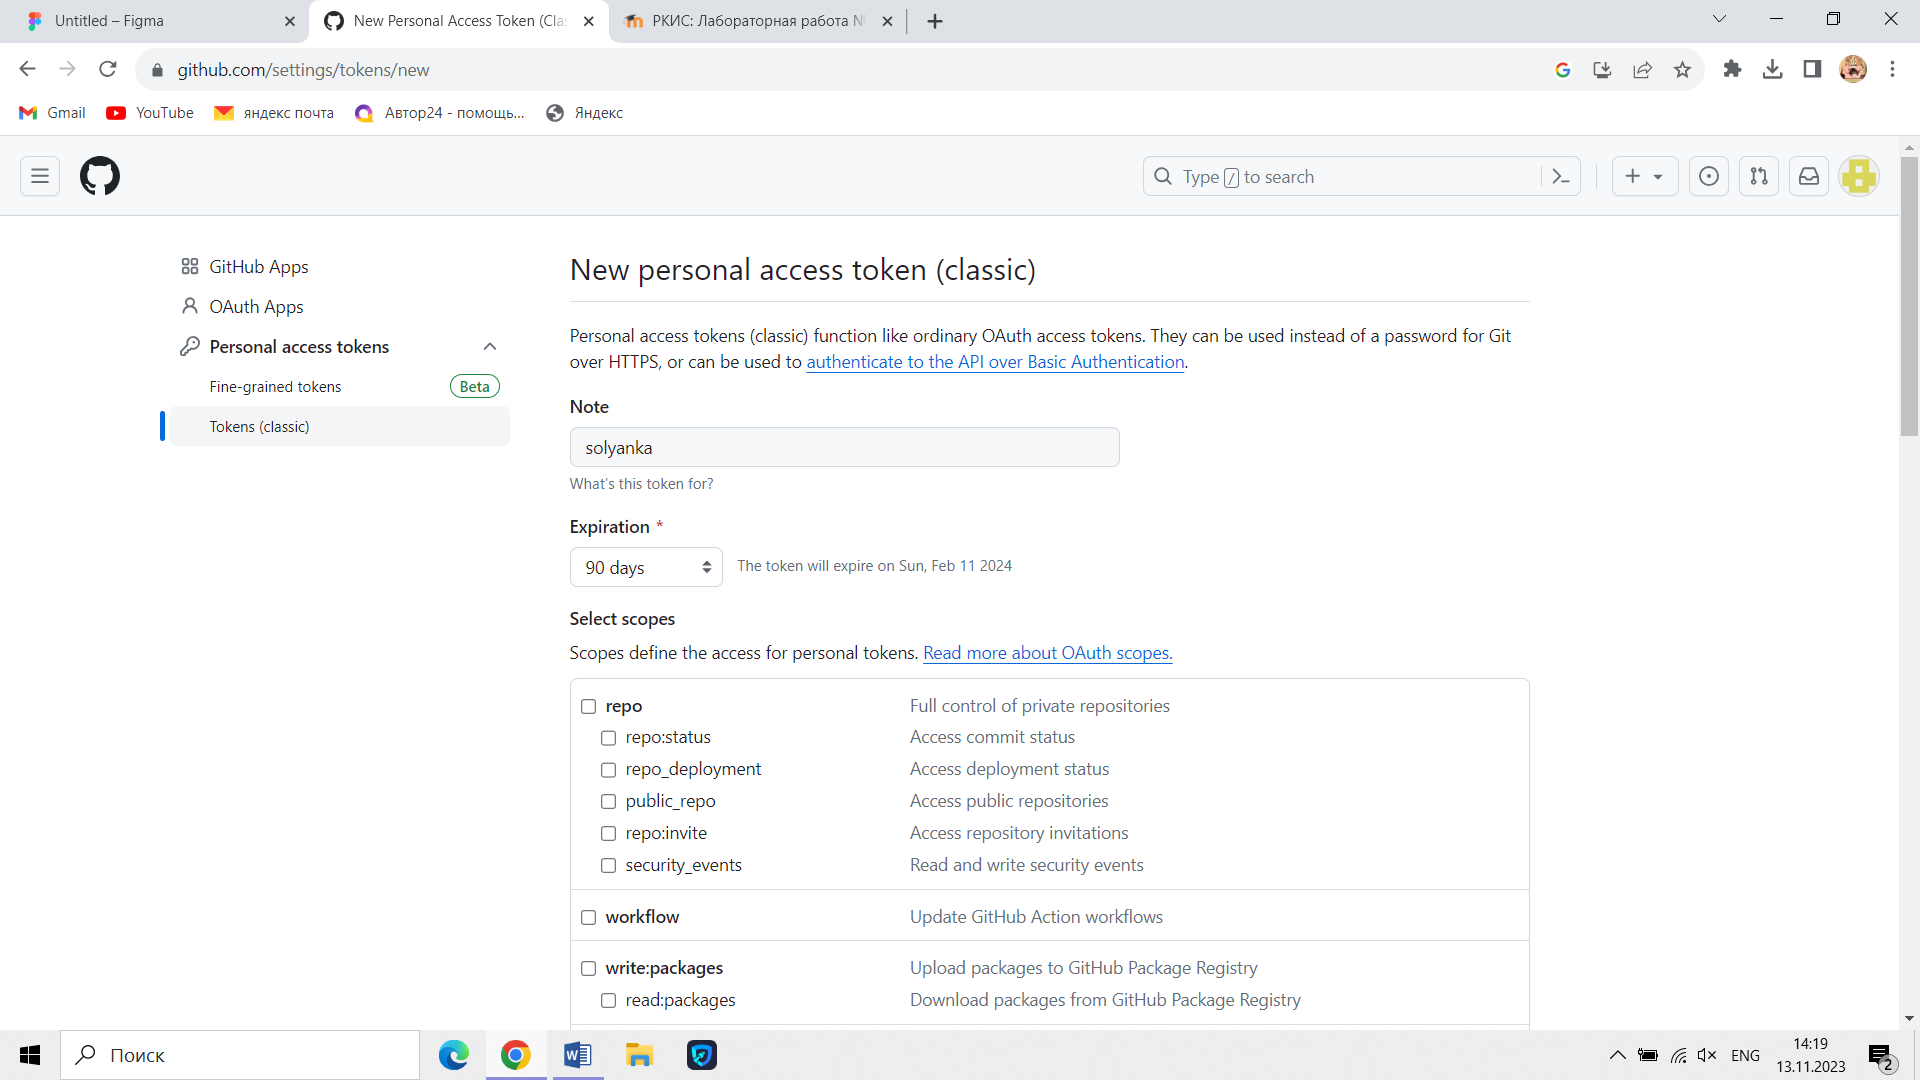 Untitled – Figma
New Personal Access Token (Cla
РКИС: Лабораторная работа №
github.com/settings/tokens/new
Gmail
YouTube
яндекс почта
Автор24 - помощь...
Яндекс
Type / to search
GitHub Apps
OAuth Apps
Personal access tokens
Fine-grained tokens
Beta
Tokens (classic)
New personal access token (classic)
Personal access tokens (classic) function like ordinary OAuth access tokens. They can be used instead of a password for Git
over HTTPS, or can be used to authenticate to the API over Basic Authentication.
Note
solyanka
What's this token for?
Expiration *
90 days
The token will expire on Sun, Feb 11 2024
Select scopes
Scopes define the access for personal tokens. Read more about OAuth scopes.
repo Full control of private repositories
repo:status Access commit status
repo_deployment Access deployment status
public_repo Access public repositories
repo:invite Access repository invitations
security_events Read and write security events
workflow Update GitHub Action workflows
write:packages Upload packages to GitHub Package Registry
read:packages Download packages from GitHub Package Registry
Поиск
ENG
14:19
13.11.2023
2